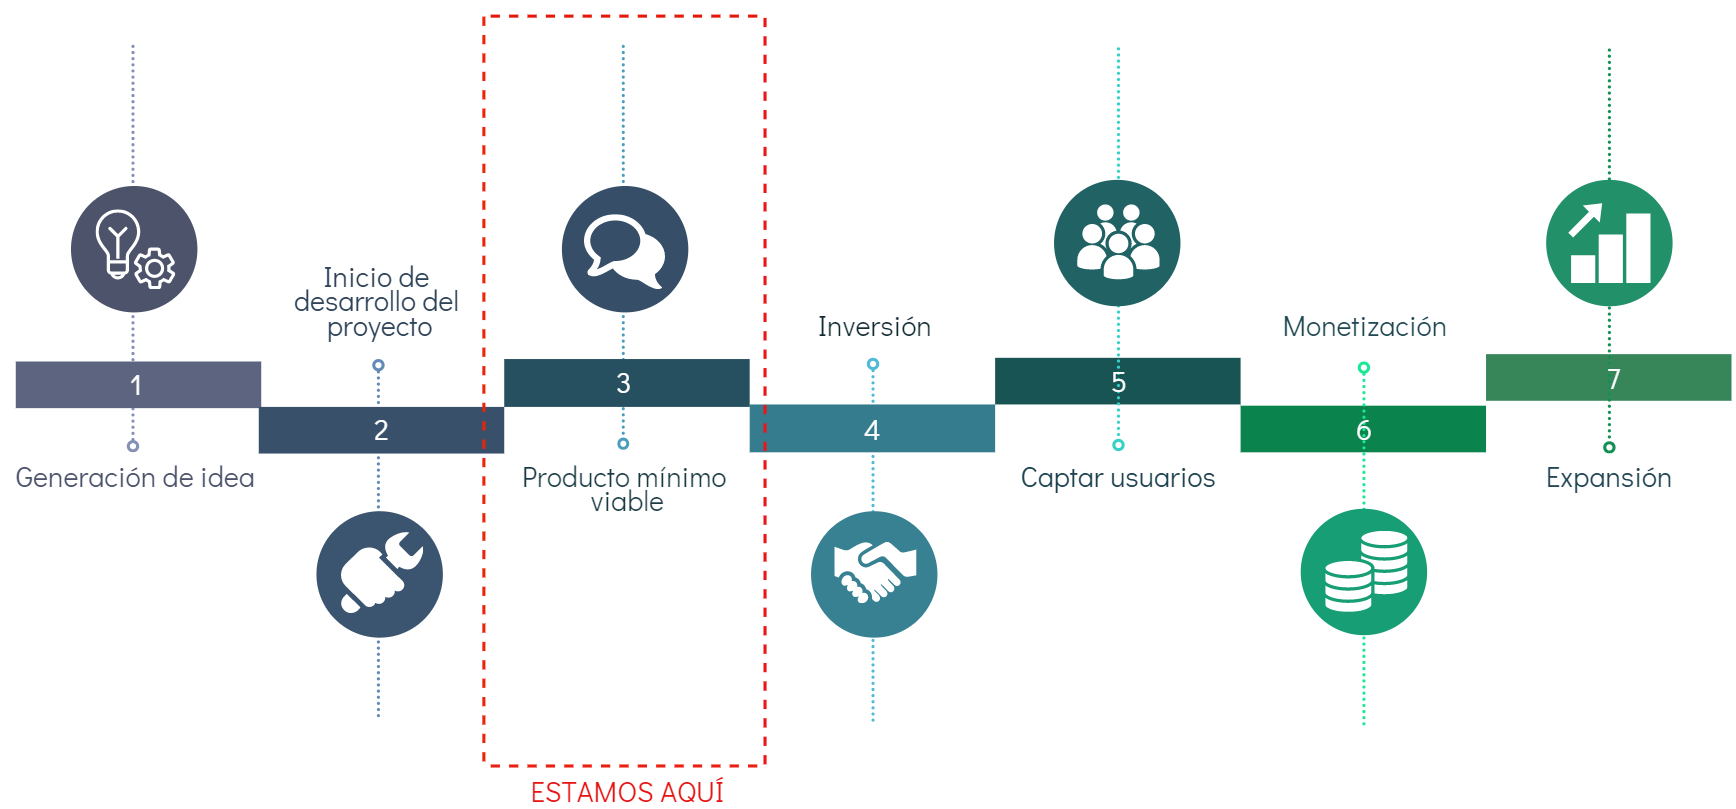 1
Generación de idea
Inicio de
desarrollo del
proyecto
2
3
Producto mínimo
viable
Inversión
4
5
Captar usuarios
Monetización
6
7
Expansión
ESTAMOS AQUÍ